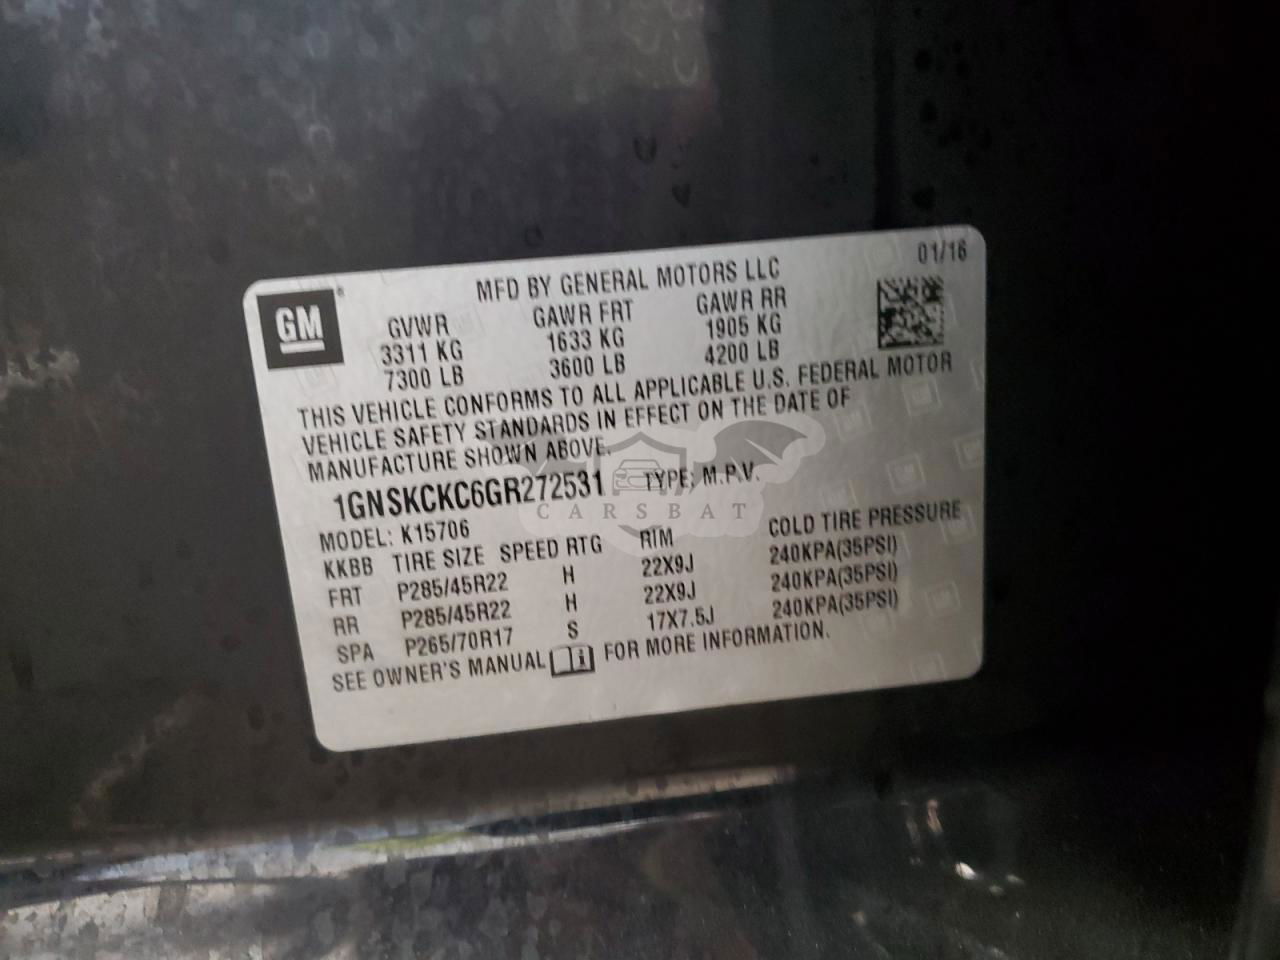 01/16
GM
MFD BY GENERAL MOTORS LLC
GVWR GAWR FRT GAWR RR
3311 KG 1633 KG 1905 KG
7300 LB 3600 LB 4200 LB
THIS VEHICLE CONFORMS TO ALL APPLICABLE U.S. FEDERAL MOTOR
VEHICLE SAFETY STANDARDS IN EFFECT ON THE DATE OF
MANUFACTURE SHOWN ABOVE.
1GNSKCKC6GR272531 TYPE: M.P.V.
CARSBAT
MODEL: K15706
KKBB TIRE SIZE SPEED RTG RIM COLD TIRE PRESSURE
FRT P285/45R22 H 22X9J 240KPA(35PSI)
RR P285/45R22 H 22X9J 240KPA(35PSI)
SPA P265/70R17 S 17X7.5J 240KPA(35PSI)
SEE OWNER'S MANUAL FOR MORE INFORMATION.